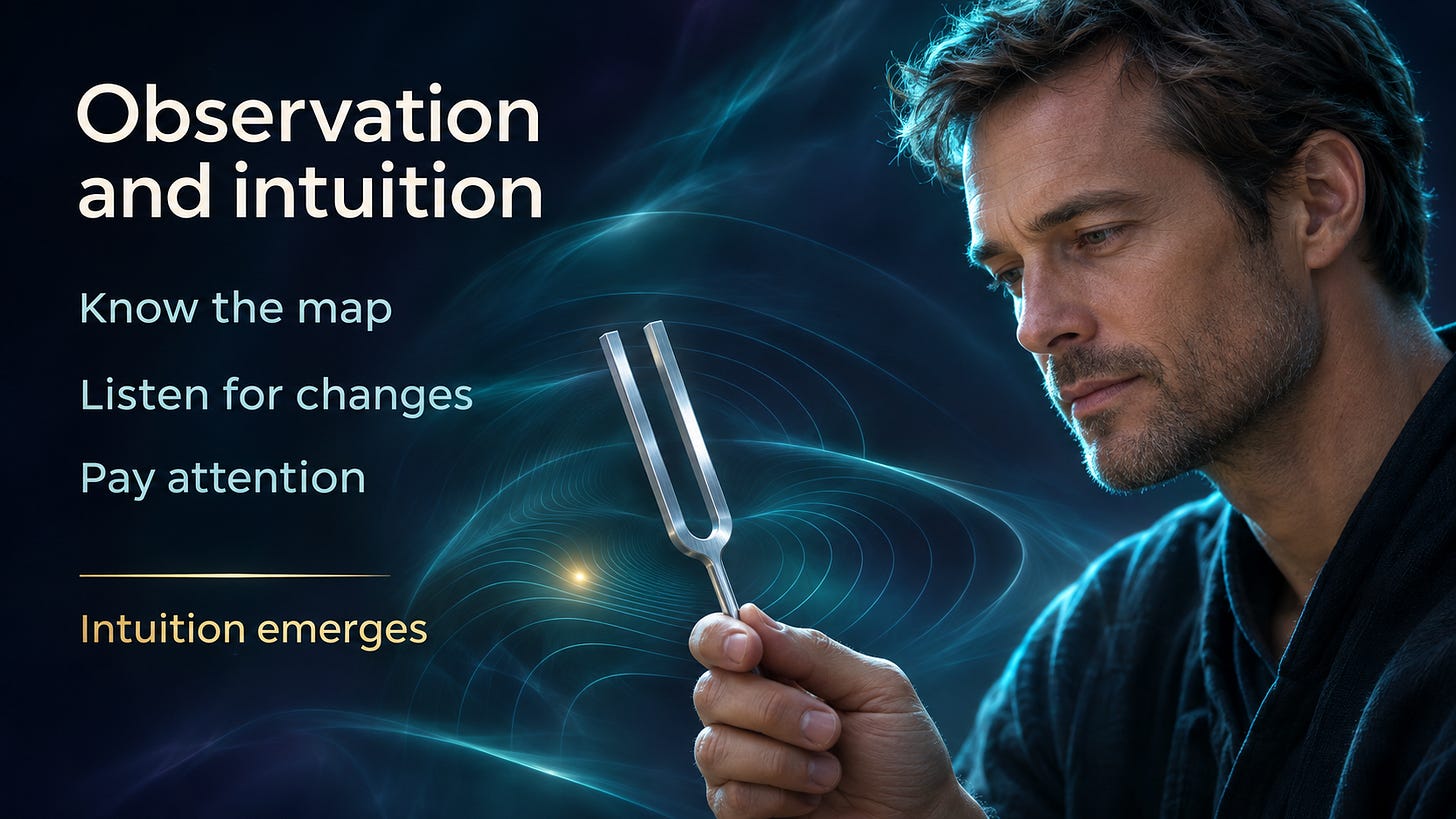 Observation
and intuition
Know the map
Listen for changes
Pay attention
Intuition emerges